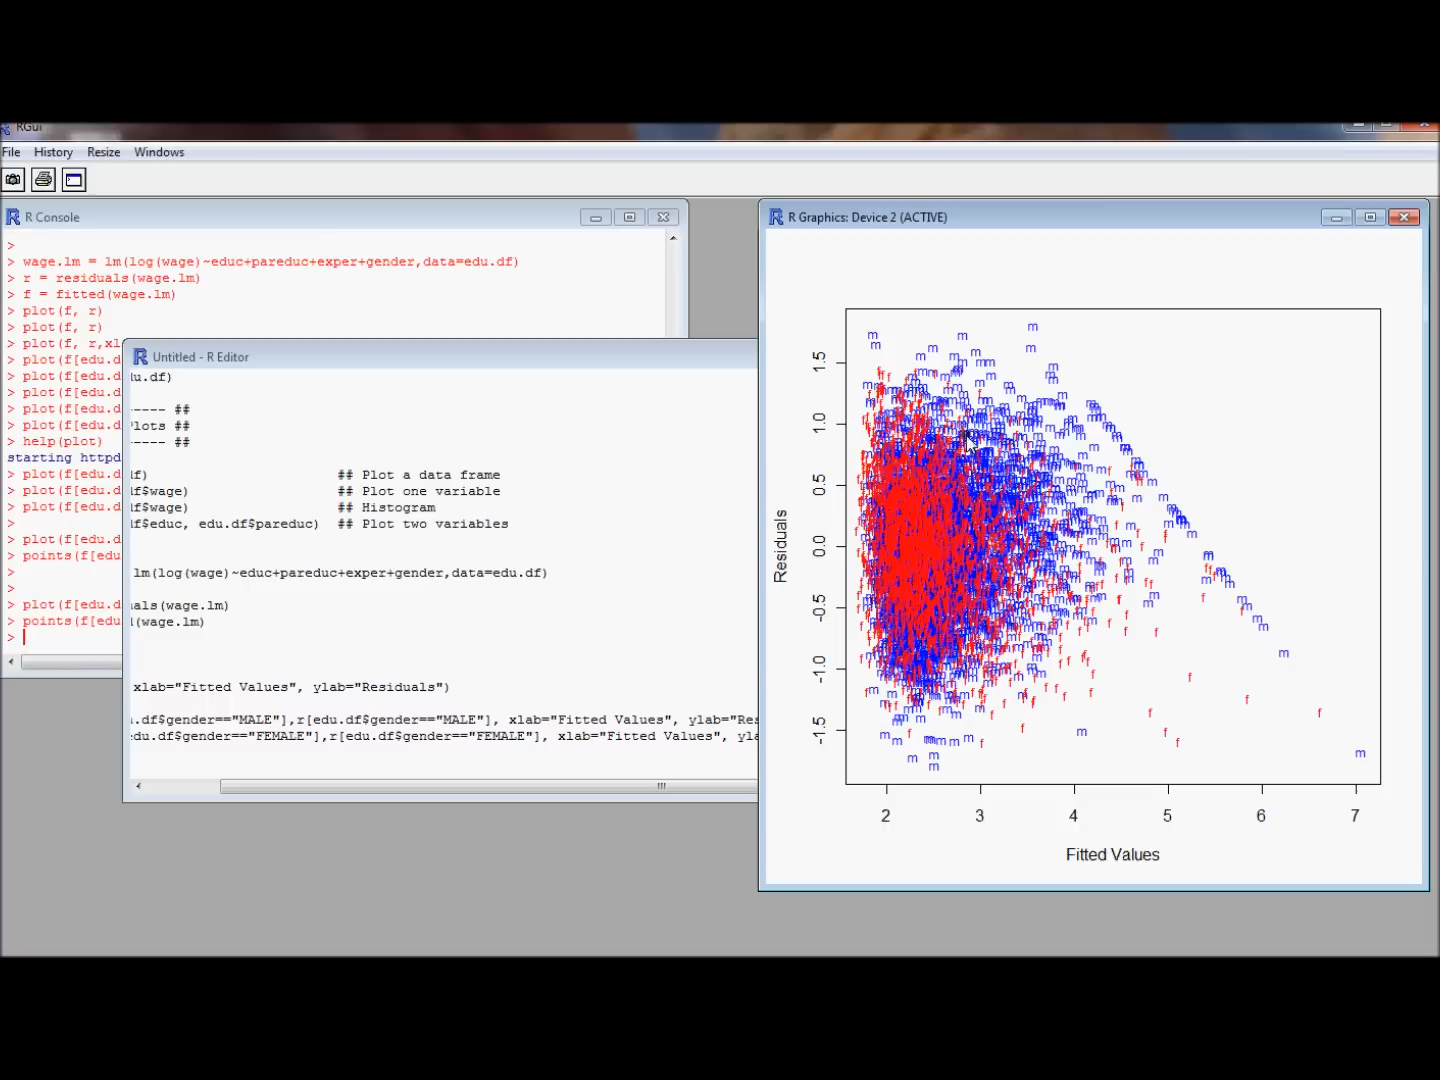 RGui
File History Resize Windows
R Console
>
> wage.lm = lm(log(wage)~educ+pareduc+exper+gender,data=edu.df)
> r = residuals(wage.lm)
> f = fitted(wage.lm)
> plot(f, r)
> plot(f, r)
> plot(f, r,xl
> plot(f[edu.d
> plot(f[edu.d
> plot(f[edu.d
> plot(f[edu.d
> plot(f[edu.d
> help(plot)
starting httpd
> plot(f[edu.d
> plot(f[edu.d
> plot(f[edu.d
>
> plot(f[edu.d
> points(f[edu
>
>
> plot(f[edu.d
> points(f[edu
>
Untitled - R Editor
du.df)
----- ##
Plots ##
----- ##
df) ## Plot a data frame
df$wage) ## Plot one variable
df$wage) ## Histogram
df$educ, edu.df$pareduc) ## Plot two variables
lm(log(wage)~educ+pareduc+exper+gender,data=edu.df)
uals(wage.lm)
d(wage.lm)
xlab="Fitted Values", ylab="Residuals")
u.df$gender=="MALE"],r[edu.df$gender=="MALE"], xlab="Fitted Values", ylab="Res
edu.df$gender=="FEMALE"],r[edu.df$gender=="FEMALE"], xlab="Fitted Values", yla
R Graphics: Device 2 (ACTIVE)
1.5
1.0
0.5
0.0
-0.5
-1.0
-1.5
Residuals
2 3 4 5 6 7
Fitted Values